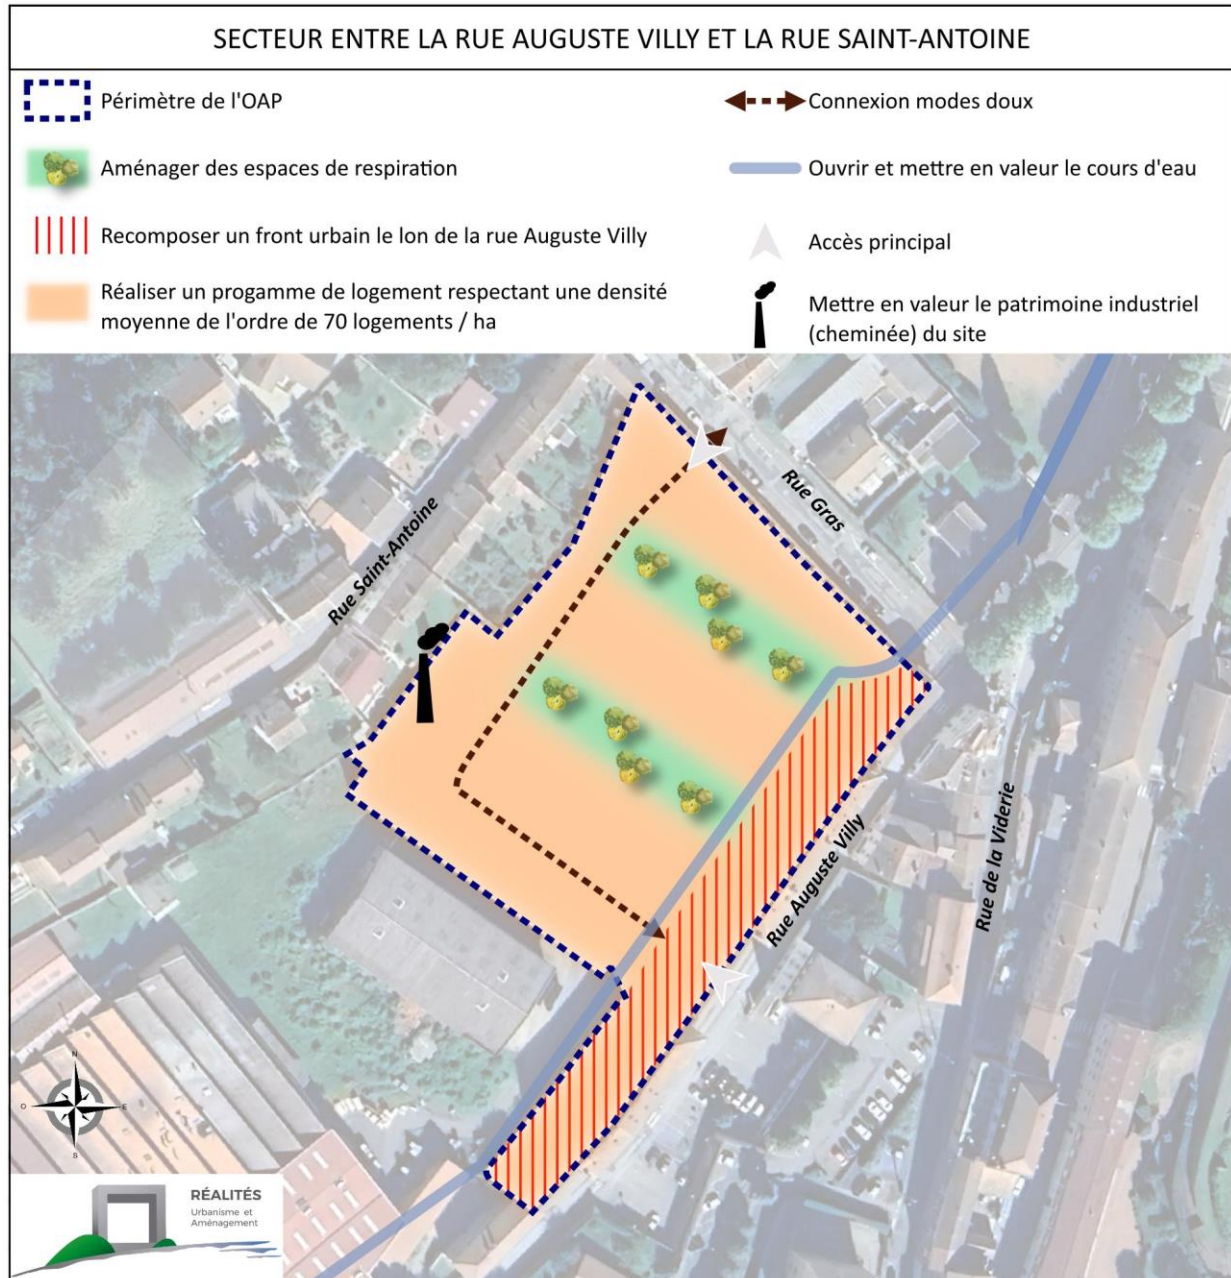 SECTEUR ENTRE LA RUE AUGUSTE VILLY ET LA RUE SAINT-ANTOINE
Périmètre de l'OAP
Aménager des espaces de respiration
Recomposer un front urbain le lon de la rue Auguste Villy
Réaliser un progamme de logement respectant une densité
moyenne de l'ordre de 70 logements / ha
Connexion modes doux
Ouvrir et mettre en valeur le cours d'eau
Accès principal
Mettre en valeur le patrimoine industriel
(cheminée) du site
Rue Gras
Rue Saint-Antoine
Rue Auguste Villy
Rue de la Viderie
N
O
E
S
RÉALITÉS
Urbanisme et
Aménagement